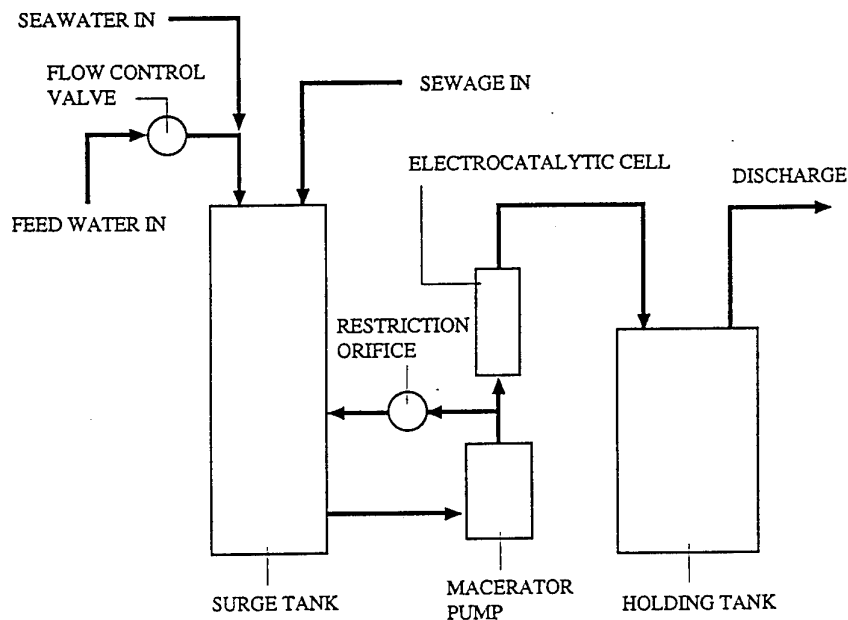 SEAWATER IN
FLOW CONTROL
VALVE
SEWAGE IN
ELECTROCATALYTIC CELL
DISCHARGE
FEED WATER IN
RESTRICTION
ORIFICE
SURGE TANK
MACERATOR
PUMP
HOLDING TANK